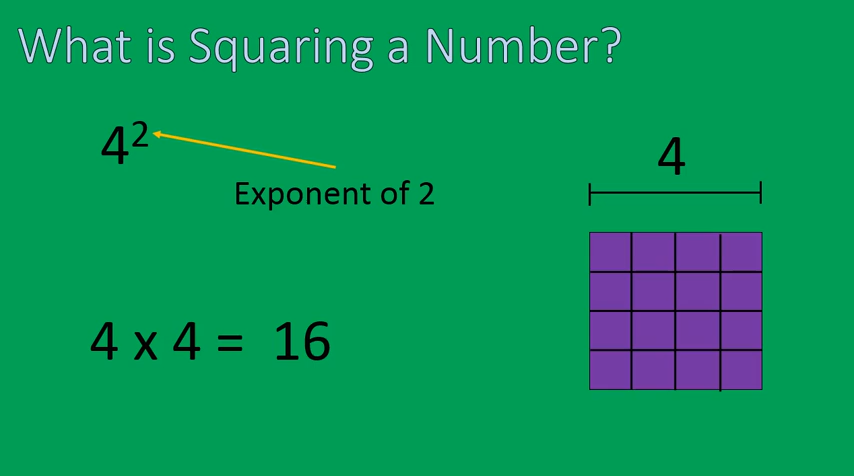 What is Squaring a Number?
4²
Exponent of 2
4
4 x 4 = 16